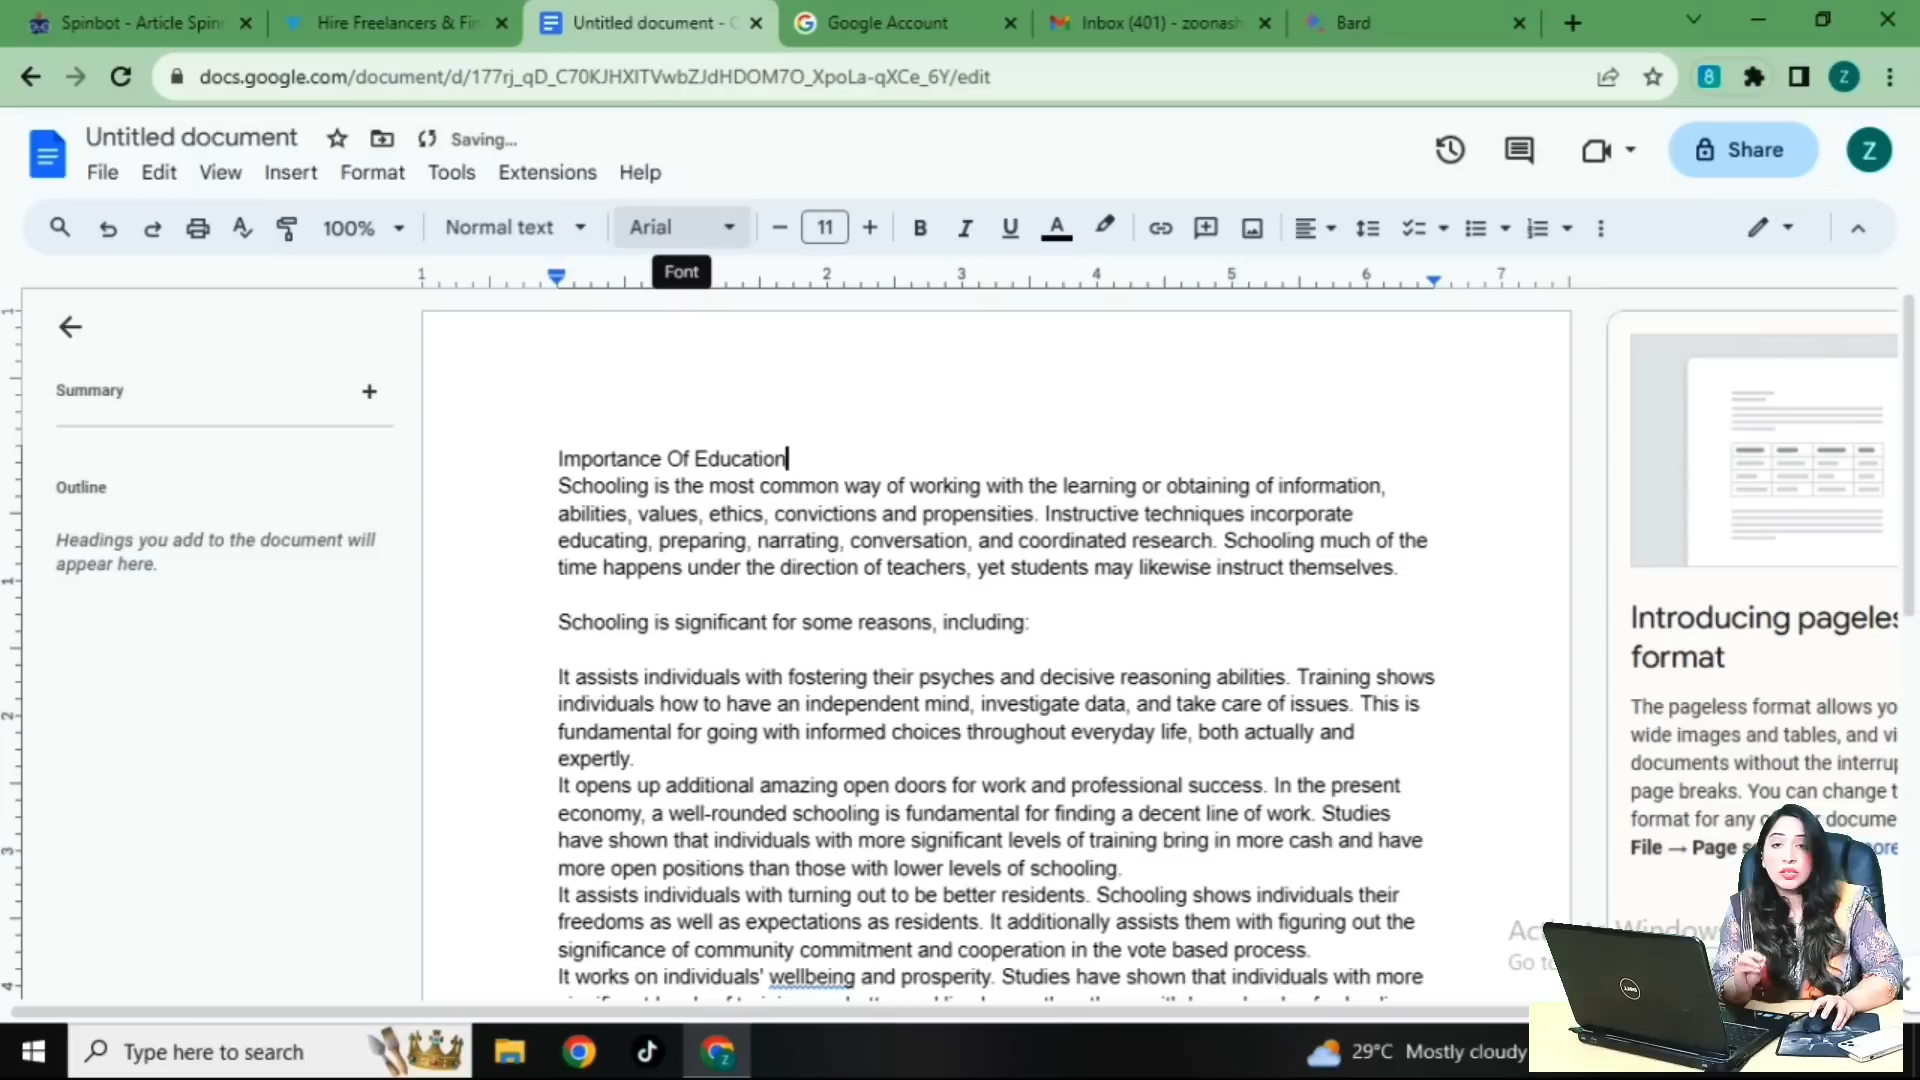 Spinbot - Article Spin
Hire Freelancers & Fin
Untitled document -
Google Account
Inbox (401) - zoonash
Bard
docs.google.com/document/d/177rj_qD_C70KJHXITVwbZJdHDOM7O_XpoLa-qXCe_6Y/edit
8
Z
Untitled document
Saving...
File Edit View Insert Format Tools Extensions Help
Share
Z
100%
Normal text
Arial
11
B I U A
Font
1 2 3 4 5 6 7
Summary
Outline
Headings you add to the document will
appear here.
Importance Of Education
Schooling is the most common way of working with the learning or obtaining of information,
abilities, values, ethics, convictions and propensities. Instructive techniques incorporate
educating, preparing, narrating, conversation, and coordinated research. Schooling much of the
time happens under the direction of teachers, yet students may likewise instruct themselves.
Schooling is significant for some reasons, including:
It assists individuals with fostering their psyches and decisive reasoning abilities. Training shows
individuals how to have an independent mind, investigate data, and take care of issues. This is
fundamental for going with informed choices throughout everyday life, both actually and
expertly.
It opens up additional amazing open doors for work and professional success. In the present
economy, a well-rounded schooling is fundamental for finding a decent line of work. Studies
have shown that individuals with more significant levels of training bring in more cash and have
more open positions than those with lower levels of schooling.
It assists individuals with turning out to be better residents. Schooling shows individuals their
freedoms as well as expectations as residents. It additionally assists them with figuring out the
significance of community commitment and cooperation in the vote based process.
It works on individuals' wellbeing and prosperity. Studies have shown that individuals with more
Introducing pageles
format
The pageless format allows yo
wide images and tables, and vi
documents without the interrup
page breaks. You can change t
format for any
File → Page
Windows
Go to
DELL
Type here to search
29°C Mostly cloudy